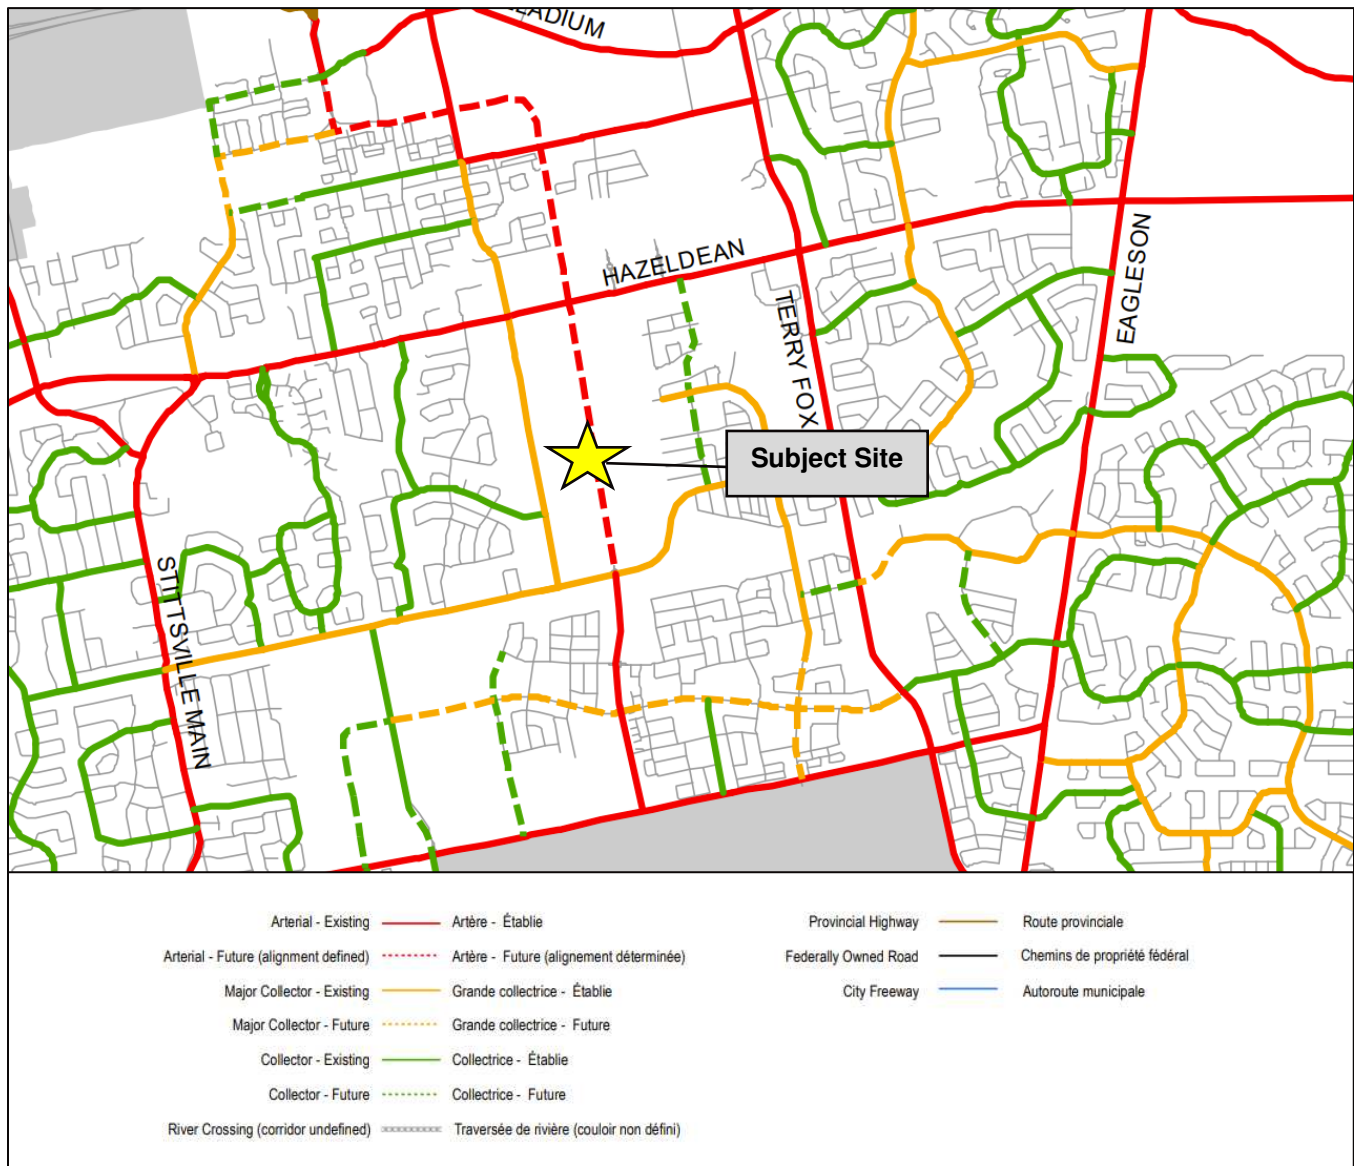 LADIUM
HAZELDEAN
TERRY FOX
EAGLESON
Subject Site
STITTSVILLE MAIN
Arterial - Existing Artère - Établie
Arterial - Future (alignment defined) Artère - Future (alignement déterminée)
Major Collector - Existing Grande collectrice - Établie
Major Collector - Future Grande collectrice - Future
Collector - Existing Collectrice - Établie
Collector - Future Collectrice - Future
River Crossing (corridor undefined) Traversée de rivière (couloir non défini)
Provincial Highway Route provinciale
Federally Owned Road Chemins de propriété fédéral
City Freeway Autoroute municipale